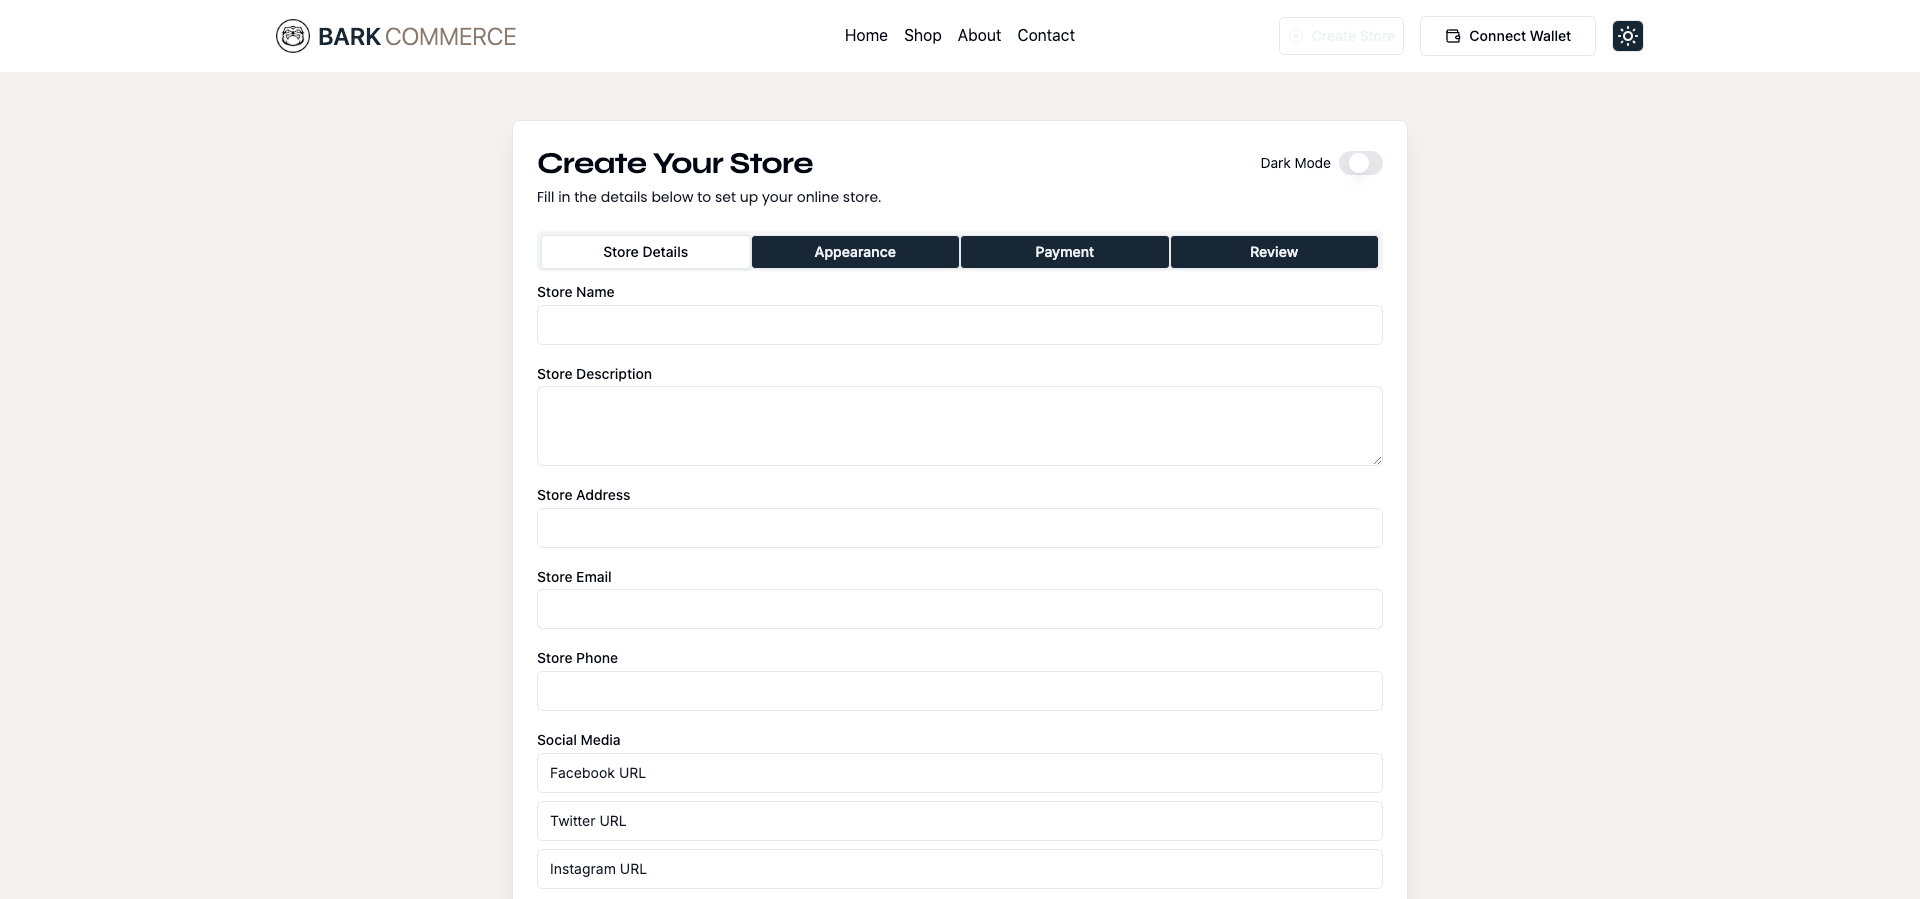 BARK COMMERCE
Home Shop About Contact
Create Store
Connect Wallet
Create Your Store
Dark Mode
Fill in the details below to set up your online store.
Store Details
Appearance
Payment
Review
Store Name
Store Description
Store Address
Store Email
Store Phone
Social Media
Facebook URL
Twitter URL
Instagram URL